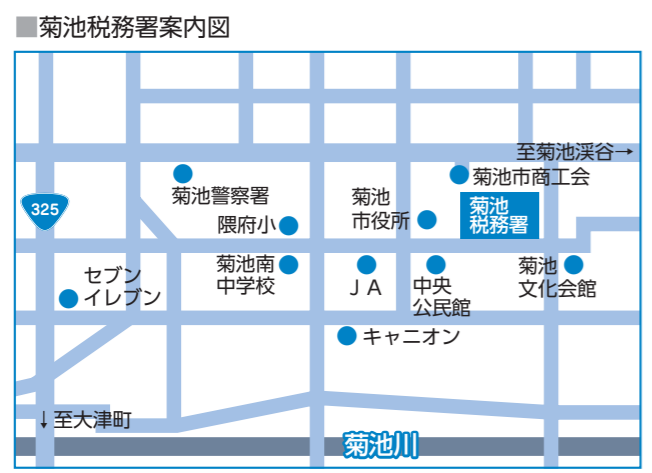 ■菊池税務署案内図
至菊池渓谷→
菊池市商工会
菊池警察署
菊池
市役所
菊池
税務署
325
隈府小
菊池南
中学校
セブン
イレブン
ＪＡ
中央
公民館
菊池
文化会館
キャニオン
↓至大津町
菊池川